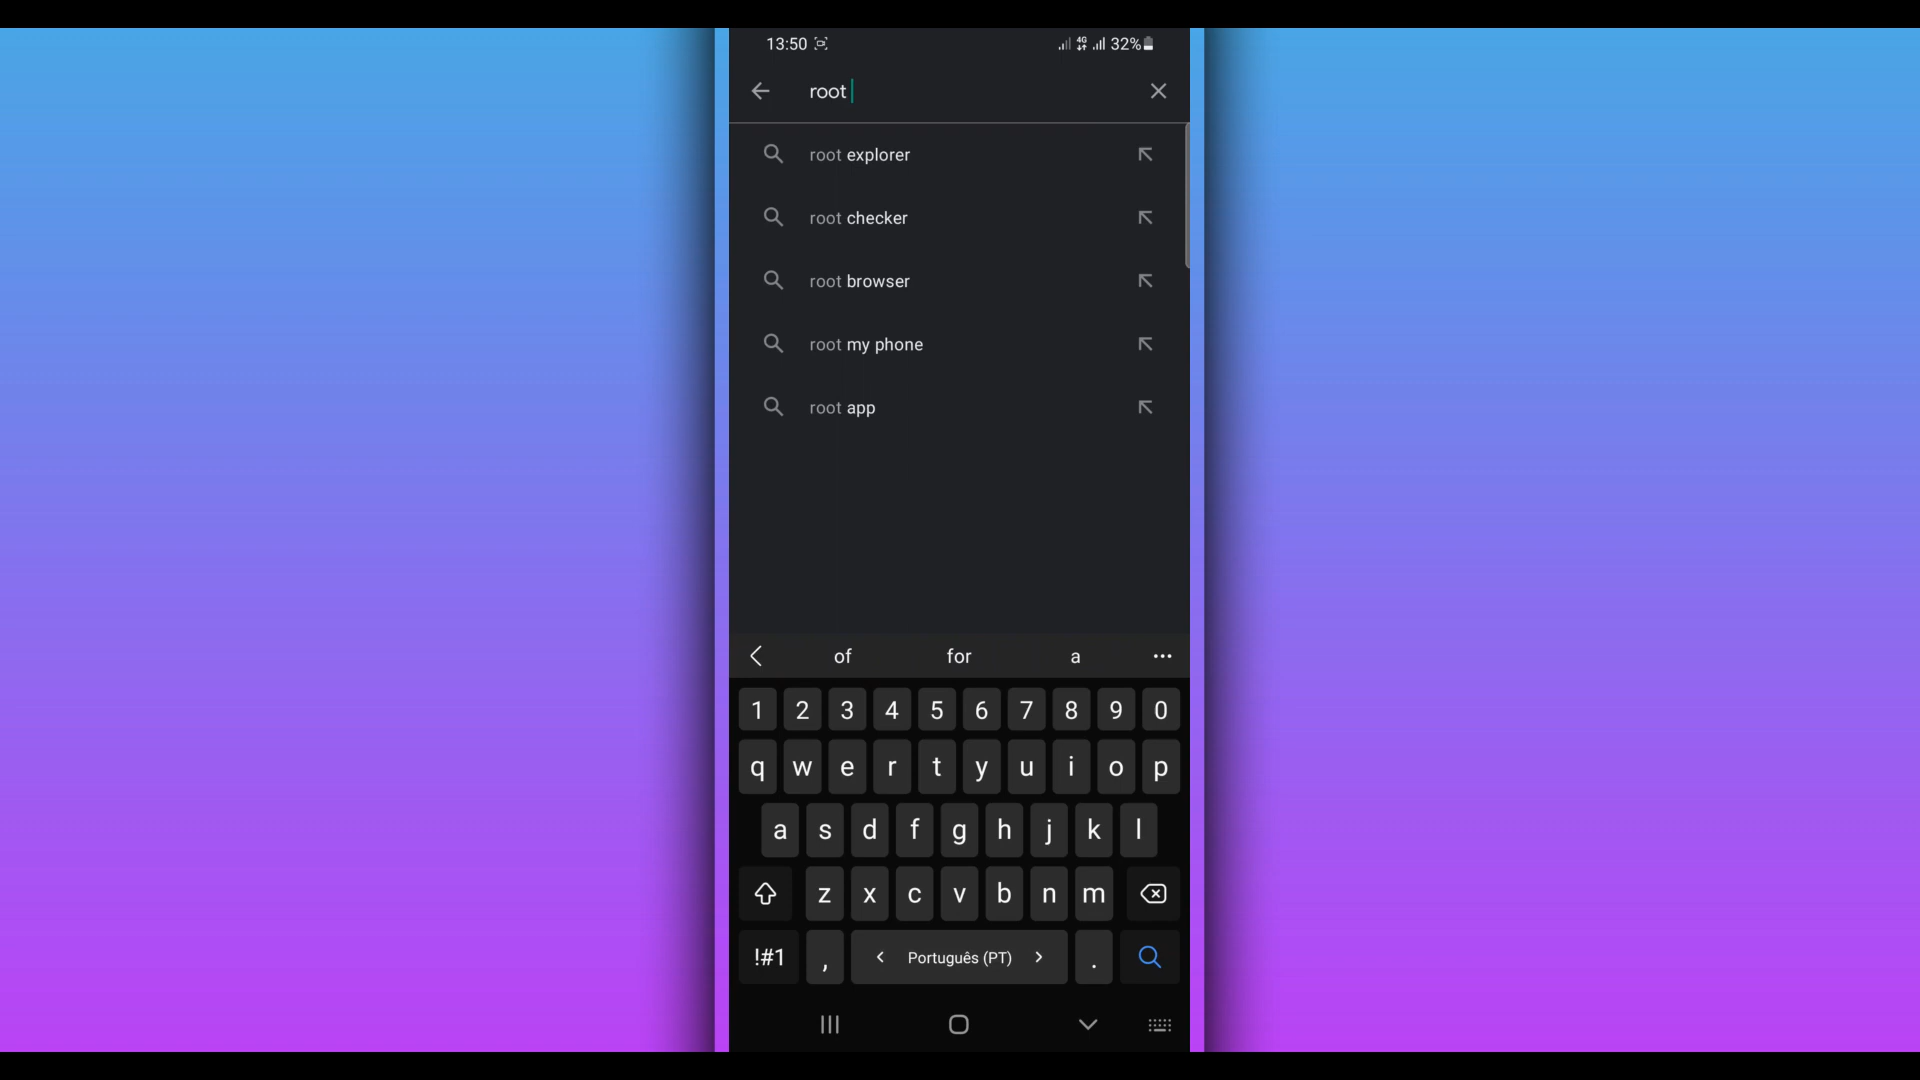 13:50 4G 32%
root
root explorer
root checker
root browser
root my phone
root app
of for a
1 2 3 4 5 6 7 8 9 0
q w e r t y u i o p
a s d f g h j k l
z x c v b n m
!#1 , Português (PT) .